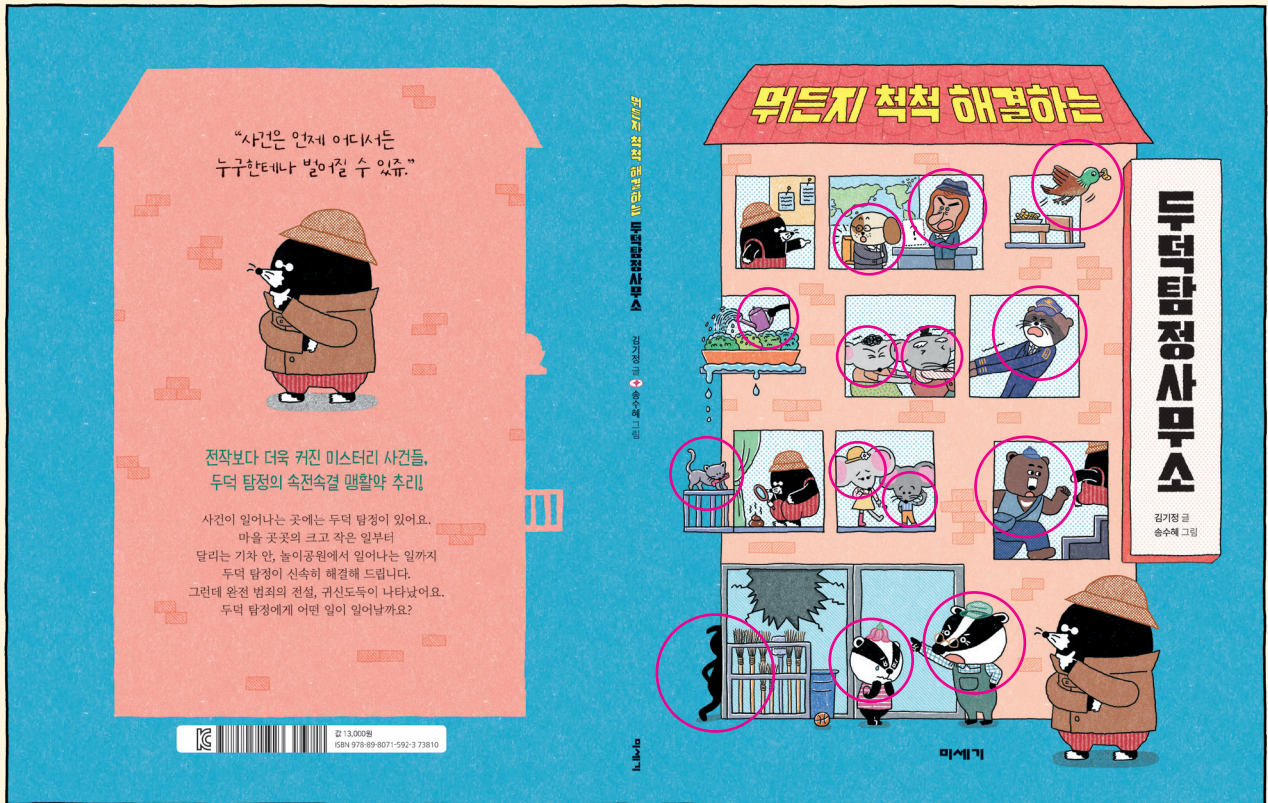 “사건은 언제 어디서든
누구한테나 벌어질 수 있쥬.”
전작보다 더욱 커진 미스터리 사건들,
두덕 탐정의 속전속결 맹활약 추리!
사건이 일어나는 곳에는 두덕 탐정이 있어요.
마을 곳곳의 크고 작은 일부터
달리는 기차 안, 놀이공원에서 일어나는 일까지
두덕 탐정이 신속히 해결해 드립니다.
그런데 완전 범죄의 전설, 귀신도둑이 나타났어요.
두덕 탐정에게 어떤 일이 일어날까요?
값 13,000원
ISBN 978-89-8071-592-3 73810
뭐든지 척척 해결하는 두덕탐정사무소
김기정 글 송수혜 그림
미세기
뭐든지 척척 해결하는
두덕탐정사무소
김기정 글
송수혜 그림
?
미세기